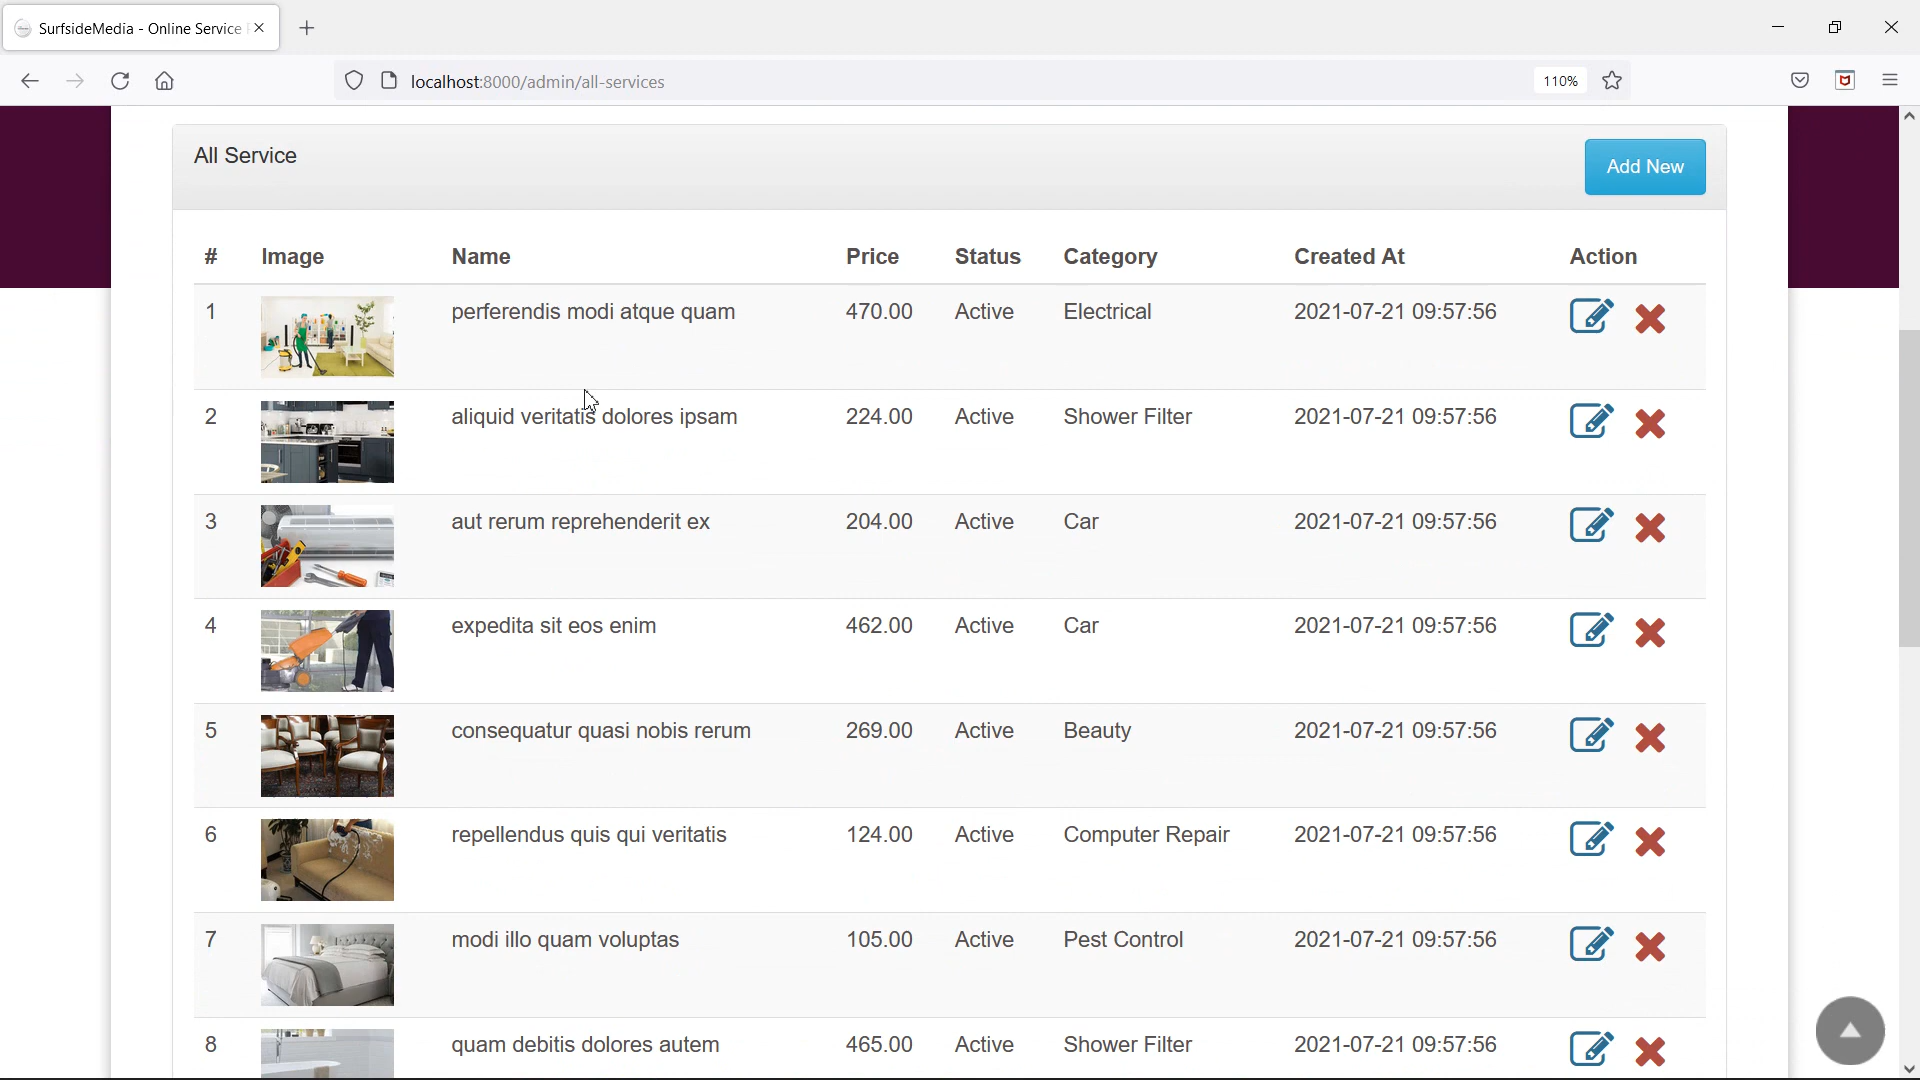 SurfsideMedia - Online Service
localhost:8000/admin/all-services
110%
All Service
Add New
# Image Name Price Status Category Created At Action
1 perferendis modi atque quam 470.00 Active Electrical 2021-07-21 09:57:56
2 aliquid veritatis dolores ipsam 224.00 Active Shower Filter 2021-07-21 09:57:56
3 aut rerum reprehenderit ex 204.00 Active Car 2021-07-21 09:57:56
4 expedita sit eos enim 462.00 Active Car 2021-07-21 09:57:56
5 consequatur quasi nobis rerum 269.00 Active Beauty 2021-07-21 09:57:56
6 repellendus quis qui veritatis 124.00 Active Computer Repair 2021-07-21 09:57:56
7 modi illo quam voluptas 105.00 Active Pest Control 2021-07-21 09:57:56
8 quam debitis dolores autem 465.00 Active Shower Filter 2021-07-21 09:57:56